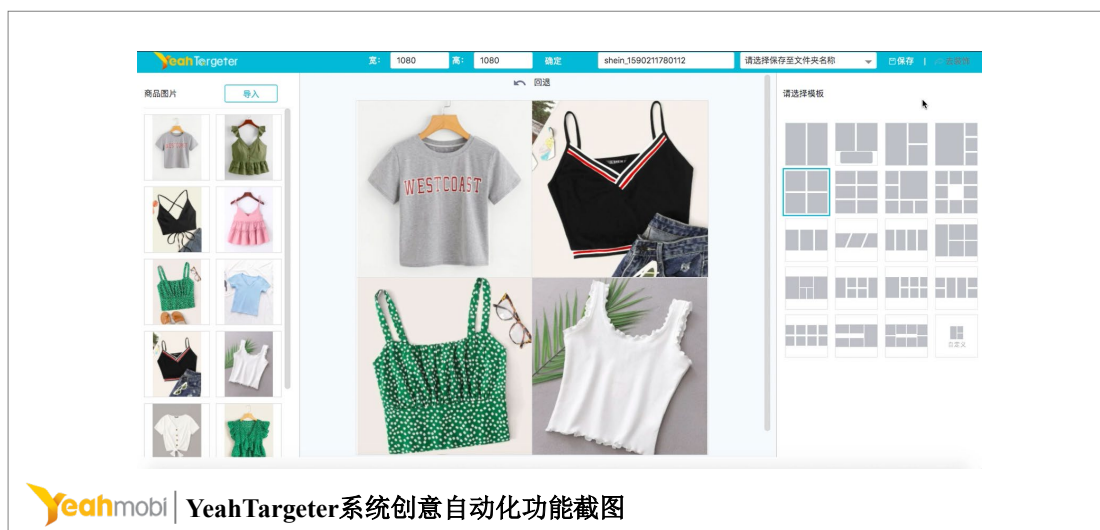 YeahTargeter
宽: 1080 高: 1080 确定 shein_1590211780112 请选择保存至文件夹名称 保存
商品图片 导入
回退
请选择模板
WESTCOAST
WESTCOAST
自定义
Yeahmobi YeahTargeter系统创意自动化功能截图